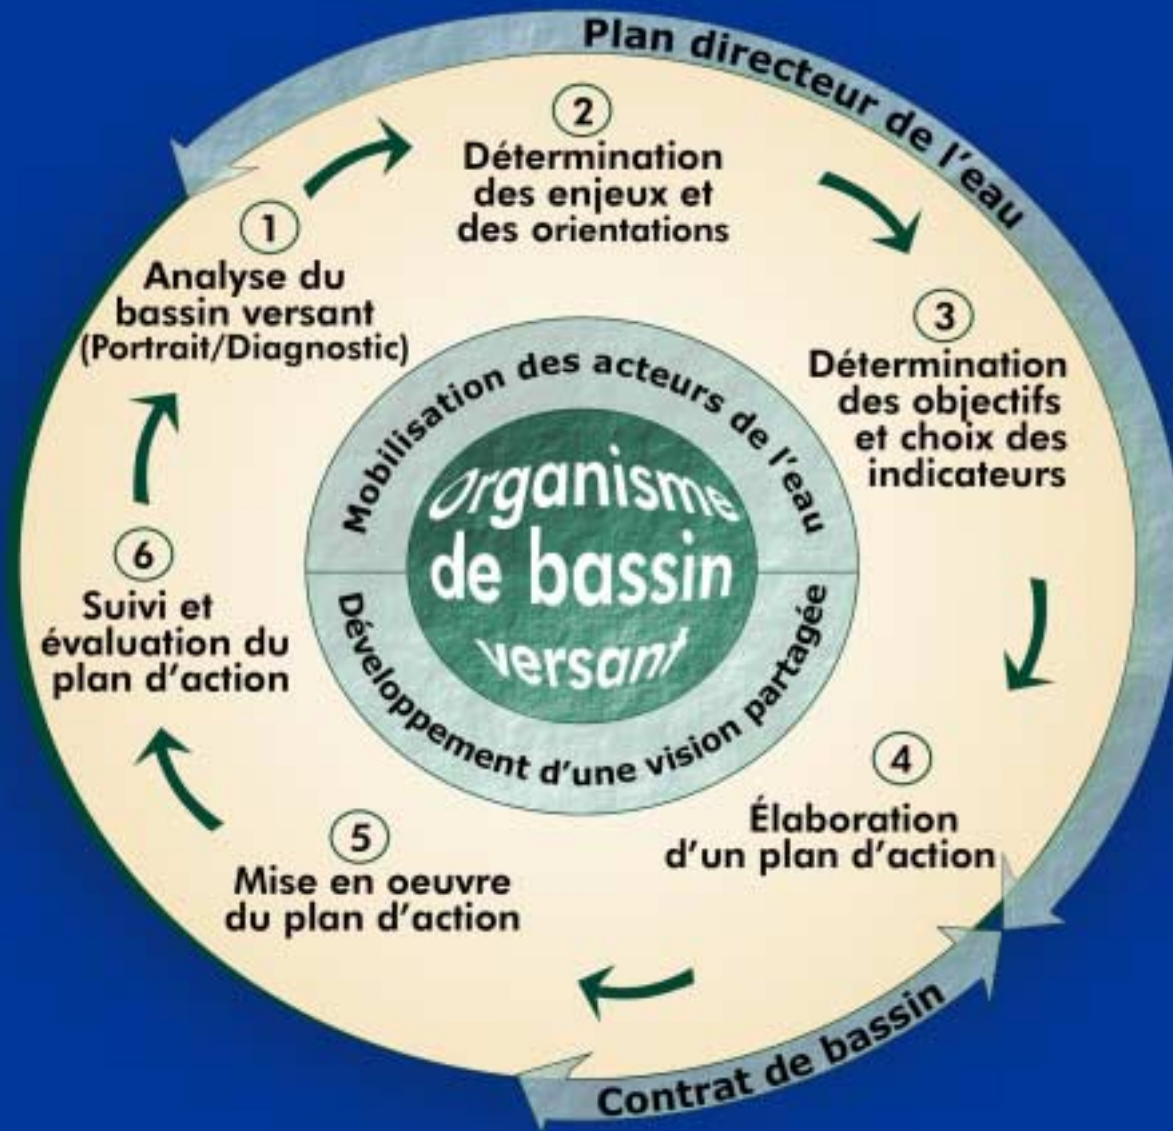 Plan directeur de l'eau
1
Analyse du
bassin versant
(Portrait/Diagnostic)
2
Détermination
des enjeux et
des orientations
3
Détermination
des objectifs
et choix des
indicateurs
4
Élaboration
d'un plan d'action
5
Mise en oeuvre
du plan d'action
6
Suivi et
évaluation du
plan d'action
Mobilisation des acteurs de l'eau
Organisme
de bassin
versant
Développement d'une vision partagée
Contrat de bassin